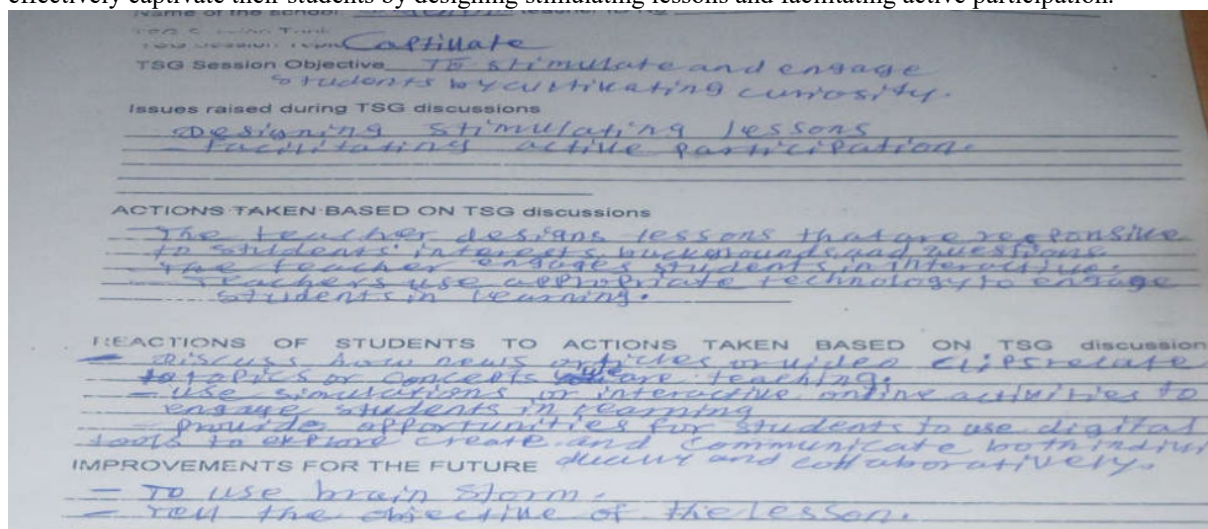 effectively captivate their students by designing stimulating lessons and facilitating active participation.
Name of the school
Captivate
TSG Session Objective To stimulate and engage
students by cultivating curiosity.
Issues raised during TSG discussions
Designing stimulating lessons
- Facilitating active participation.
ACTIONS TAKEN BASED ON TSG discussions
- The teacher designs lessons that are responsive
to students' interests backgrounds and questions.
- The teacher engages students in interactive.
- Teachers use appropriate technology to engage
students in learning.
REACTIONS OF STUDENTS TO ACTIONS TAKEN BASED ON TSG discussion
- Discuss how news articles or video clips relate
to topics or concepts are teaching.
- use simulations or interactive online activities to
engage students in learning
- provide opportunities for students to use digital
tools to explore create and communicate both indivi
IMPROVEMENTS FOR THE FUTURE dually and collaboratively.
- To use brain storm.
- Tell the objective of the lesson.